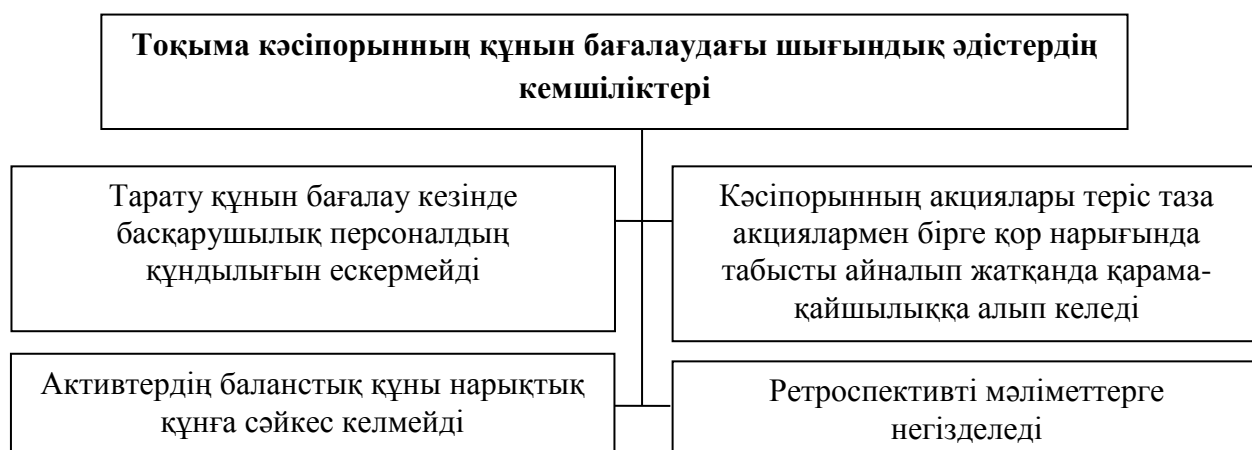 Тоқыма кәсіпорынның құнын бағалаудағы шығындық әдістердің
кемшіліктері
Тарату құнын бағалау кезінде
басқарушылық персоналдың
құндылығын ескермейді
Кәсіпорынның акциялары теріс таза
акциялармен бірге қор нарығында
табысты айналып жатқанда қарама-
қайшылыққа алып келеді
Активтердің баланстық құны нарықтық
құнға сәйкес келмейді
Ретроспективті мәліметтерге
негізделеді